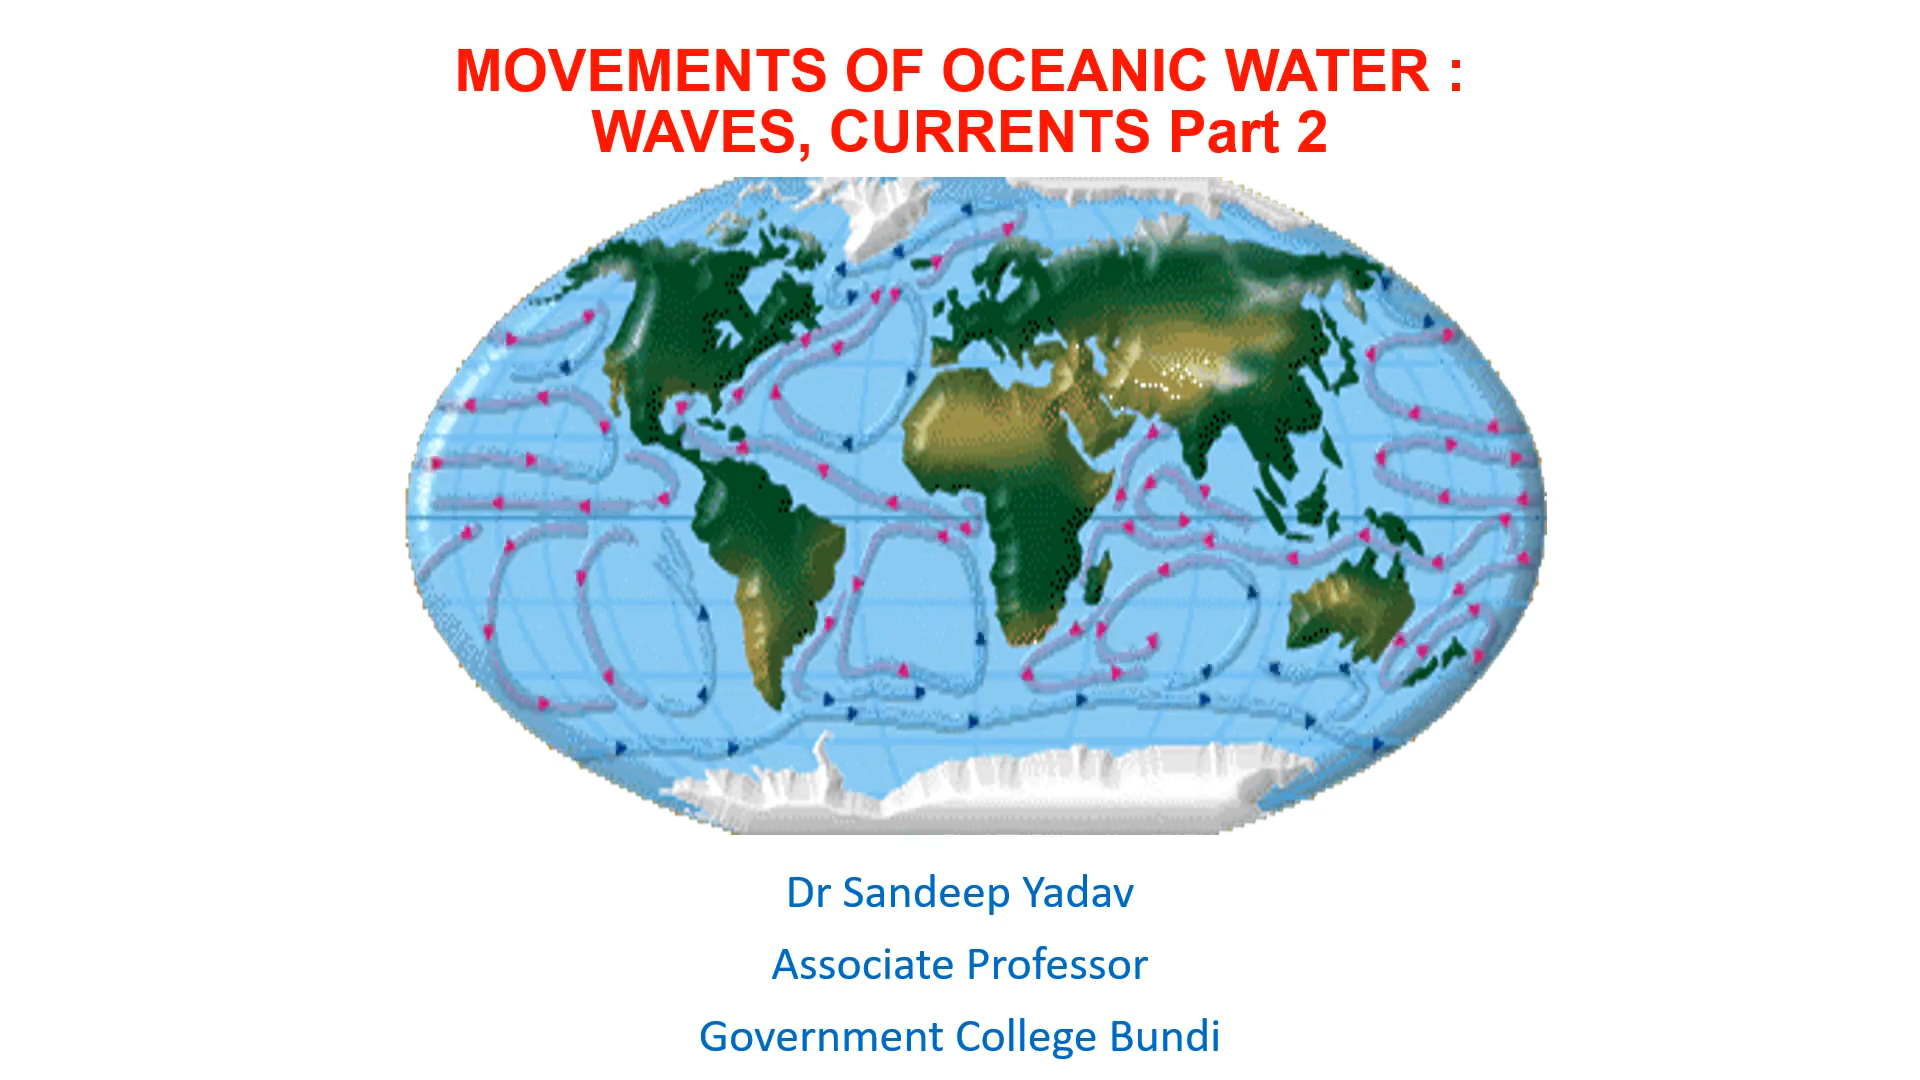 MOVEMENTS OF OCEANIC WATER :
WAVES, CURRENTS Part 2
Dr Sandeep Yadav
Associate Professor
Government College Bundi